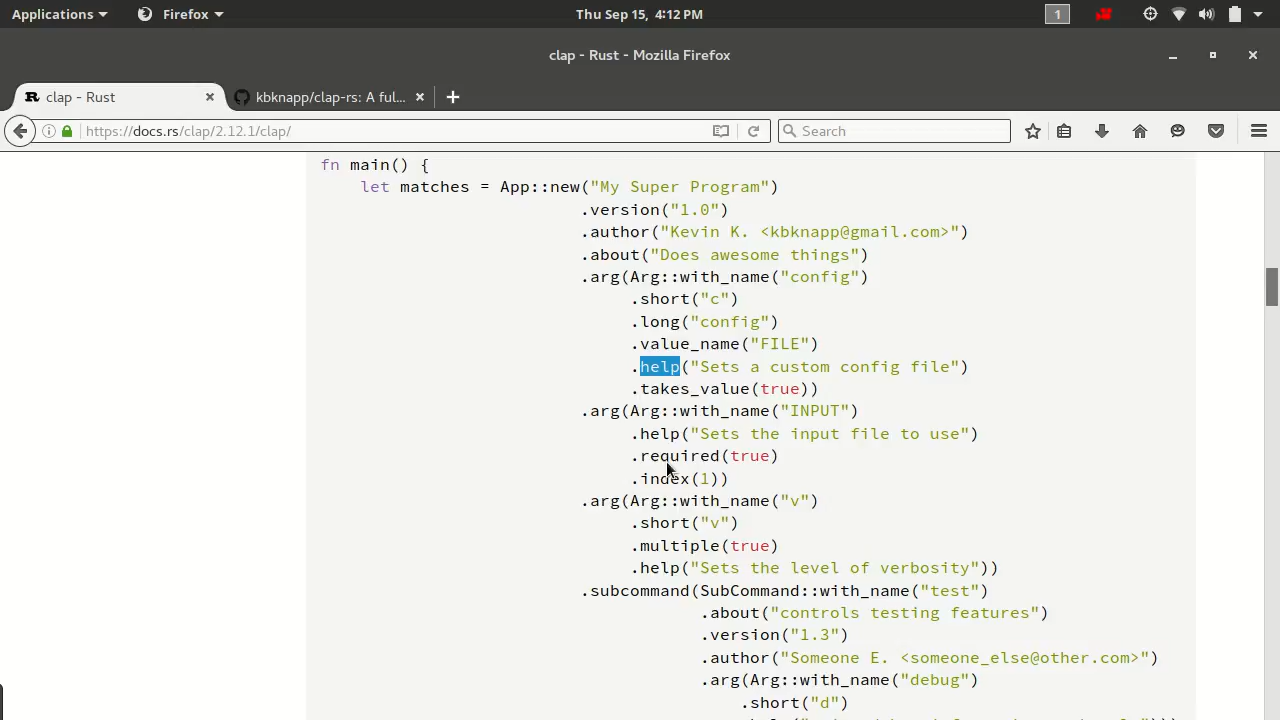 Applications Firefox Thu Sep 15, 4:12 PM 1
clap - Rust - Mozilla Firefox
clap - Rust kbknapp/clap-rs: A ful...
https://docs.rs/clap/2.12.1/clap/ Search
fn main() {
let matches = App::new("My Super Program")
.version("1.0")
.author("Kevin K. <kbknapp@gmail.com>")
.about("Does awesome things")
.arg(Arg::with_name("config")
.short("c")
.long("config")
.value_name("FILE")
.help("Sets a custom config file")
.takes_value(true))
.arg(Arg::with_name("INPUT")
.help("Sets the input file to use")
.required(true)
.index(1))
.arg(Arg::with_name("v")
.short("v")
.multiple(true)
.help("Sets the level of verbosity"))
.subcommand(SubCommand::with_name("test")
.about("controls testing features")
.version("1.3")
.author("Someone E. <someone_else@other.com>")
.arg(Arg::with_name("debug")
.short("d")